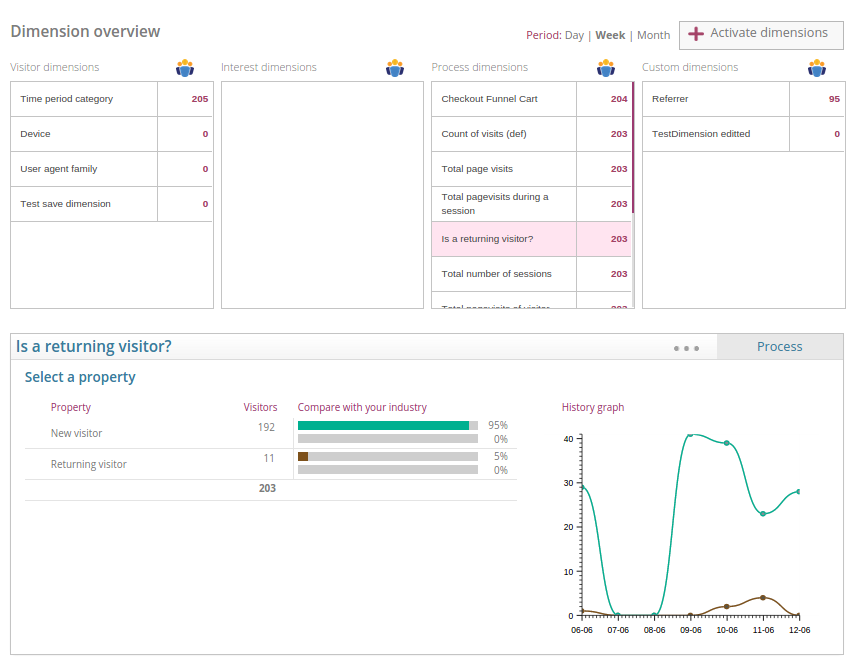 Dimension overview
Period: Day | Week | Month
Activate dimensions
Visitor dimensions
Interest dimensions
Process dimensions
Custom dimensions
Time period category 205
Device 0
User agent family 0
Test save dimension 0
Checkout Funnel Cart 204
Count of visits (def) 203
Total page visits 203
Total pagevisits during a
session 203
Is a returning visitor? 203
Total number of sessions 203
Total pagevisits of visitor 203
Referrer 95
TestDimension editted 0
Is a returning visitor?
Process
Select a property
Property Visitors Compare with your industry
New visitor 192 95%
0%
Returning visitor 11 5%
0%
203
History graph
40
30
20
10
0
06-06 07-06 08-06 09-06 10-06 11-06 12-06